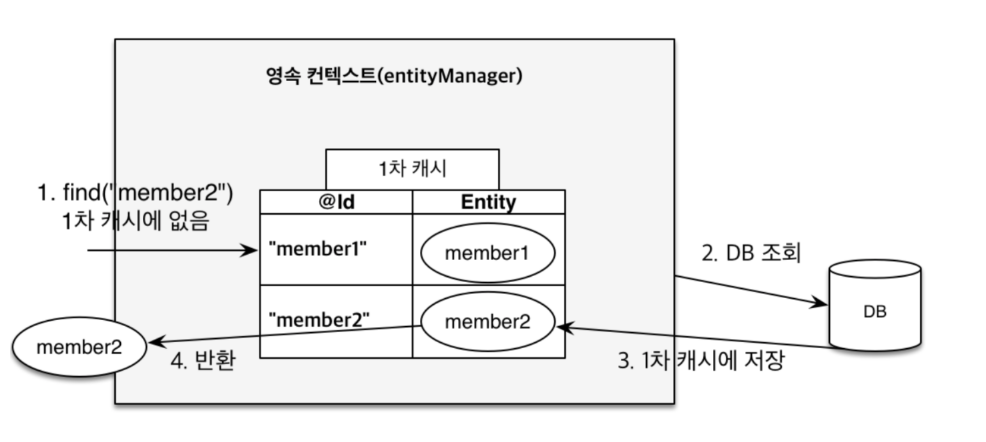 영속 컨텍스트(entityManager)
1차 캐시
1. find("member2")
1차 캐시에 없음
@Id
Entity
"member1"
member1
2. DB 조회
DB
"member2"
member2
member2
4. 반환
3. 1차 캐시에 저장